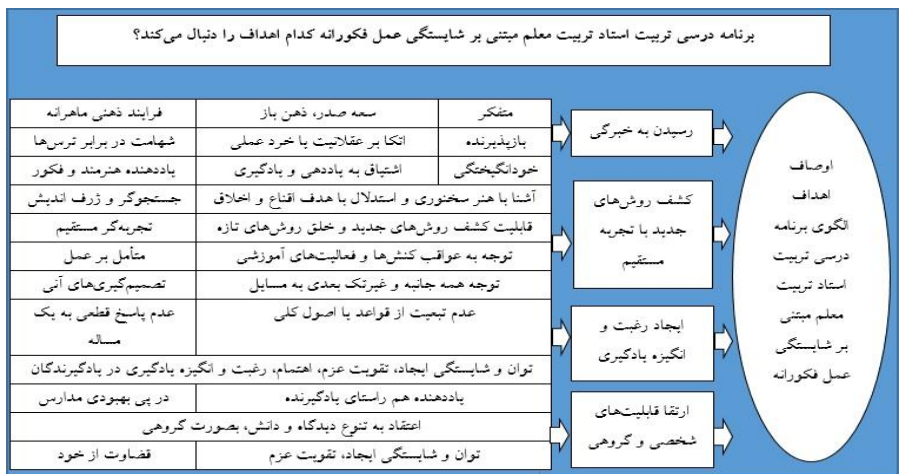 برنامه درسی تربیت استاد تربیت معلم مبتنی بر شایستگی عمل فکورانه کدام اهداف را دنبال می‌کند؟
اوصاف
اهداف
الگوی برنامه
درسی تربیت
استاد تربیت
معلم مبتنی
بر شایستگی
عمل فکورانه
رسیدن به خبرگی
متفکر
سعه صدر، ذهن باز
فرایند ذهنی ماهرانه
بازپذیرنده
اتکا بر عقلانیت یا خرد عملی
شهامت در برابر ترس‌ها
خودانگیختگی
اشتیاق به یاددهی و یادگیری
یاددهنده هنرمند و فکور
کشف روش‌های
جدید با تجربه
مستقیم
آشنا با هنر سخنوری و استدلال با هدف اقناع و اخلاق
جستجوگر و ژرف اندیش
قابلیت کشف روش‌های جدید و خلق روش‌های تازه
تجربه‌گر مستقیم
توجه به عواقب کنش‌ها و فعالیت‌های آموزشی
متأمل بر عمل
توجه همه جانبه و غیرتک بعدی به مسایل
تصمیم‌گیری‌های آنی
ایجاد رغبت و
انگیزه یادگیری
عدم تبعیت از قواعد یا اصول کلی
عدم پاسخ قطعی به یک
مساله
توان و شایستگی ایجاد، تقویت عزم، اهتمام، رغبت و انگیزه یادگیری در یادگیرندگان
ارتقا قابلیت‌های
شخصی و گروهی
یاددهنده هم راستای یادگیرنده
در پی بهبودی مدارس
اعتقاد به تنوع دیدگاه و دانش، بصورت گروهی
توان و شایستگی ایجاد، تقویت عزم
قضاوت از خود